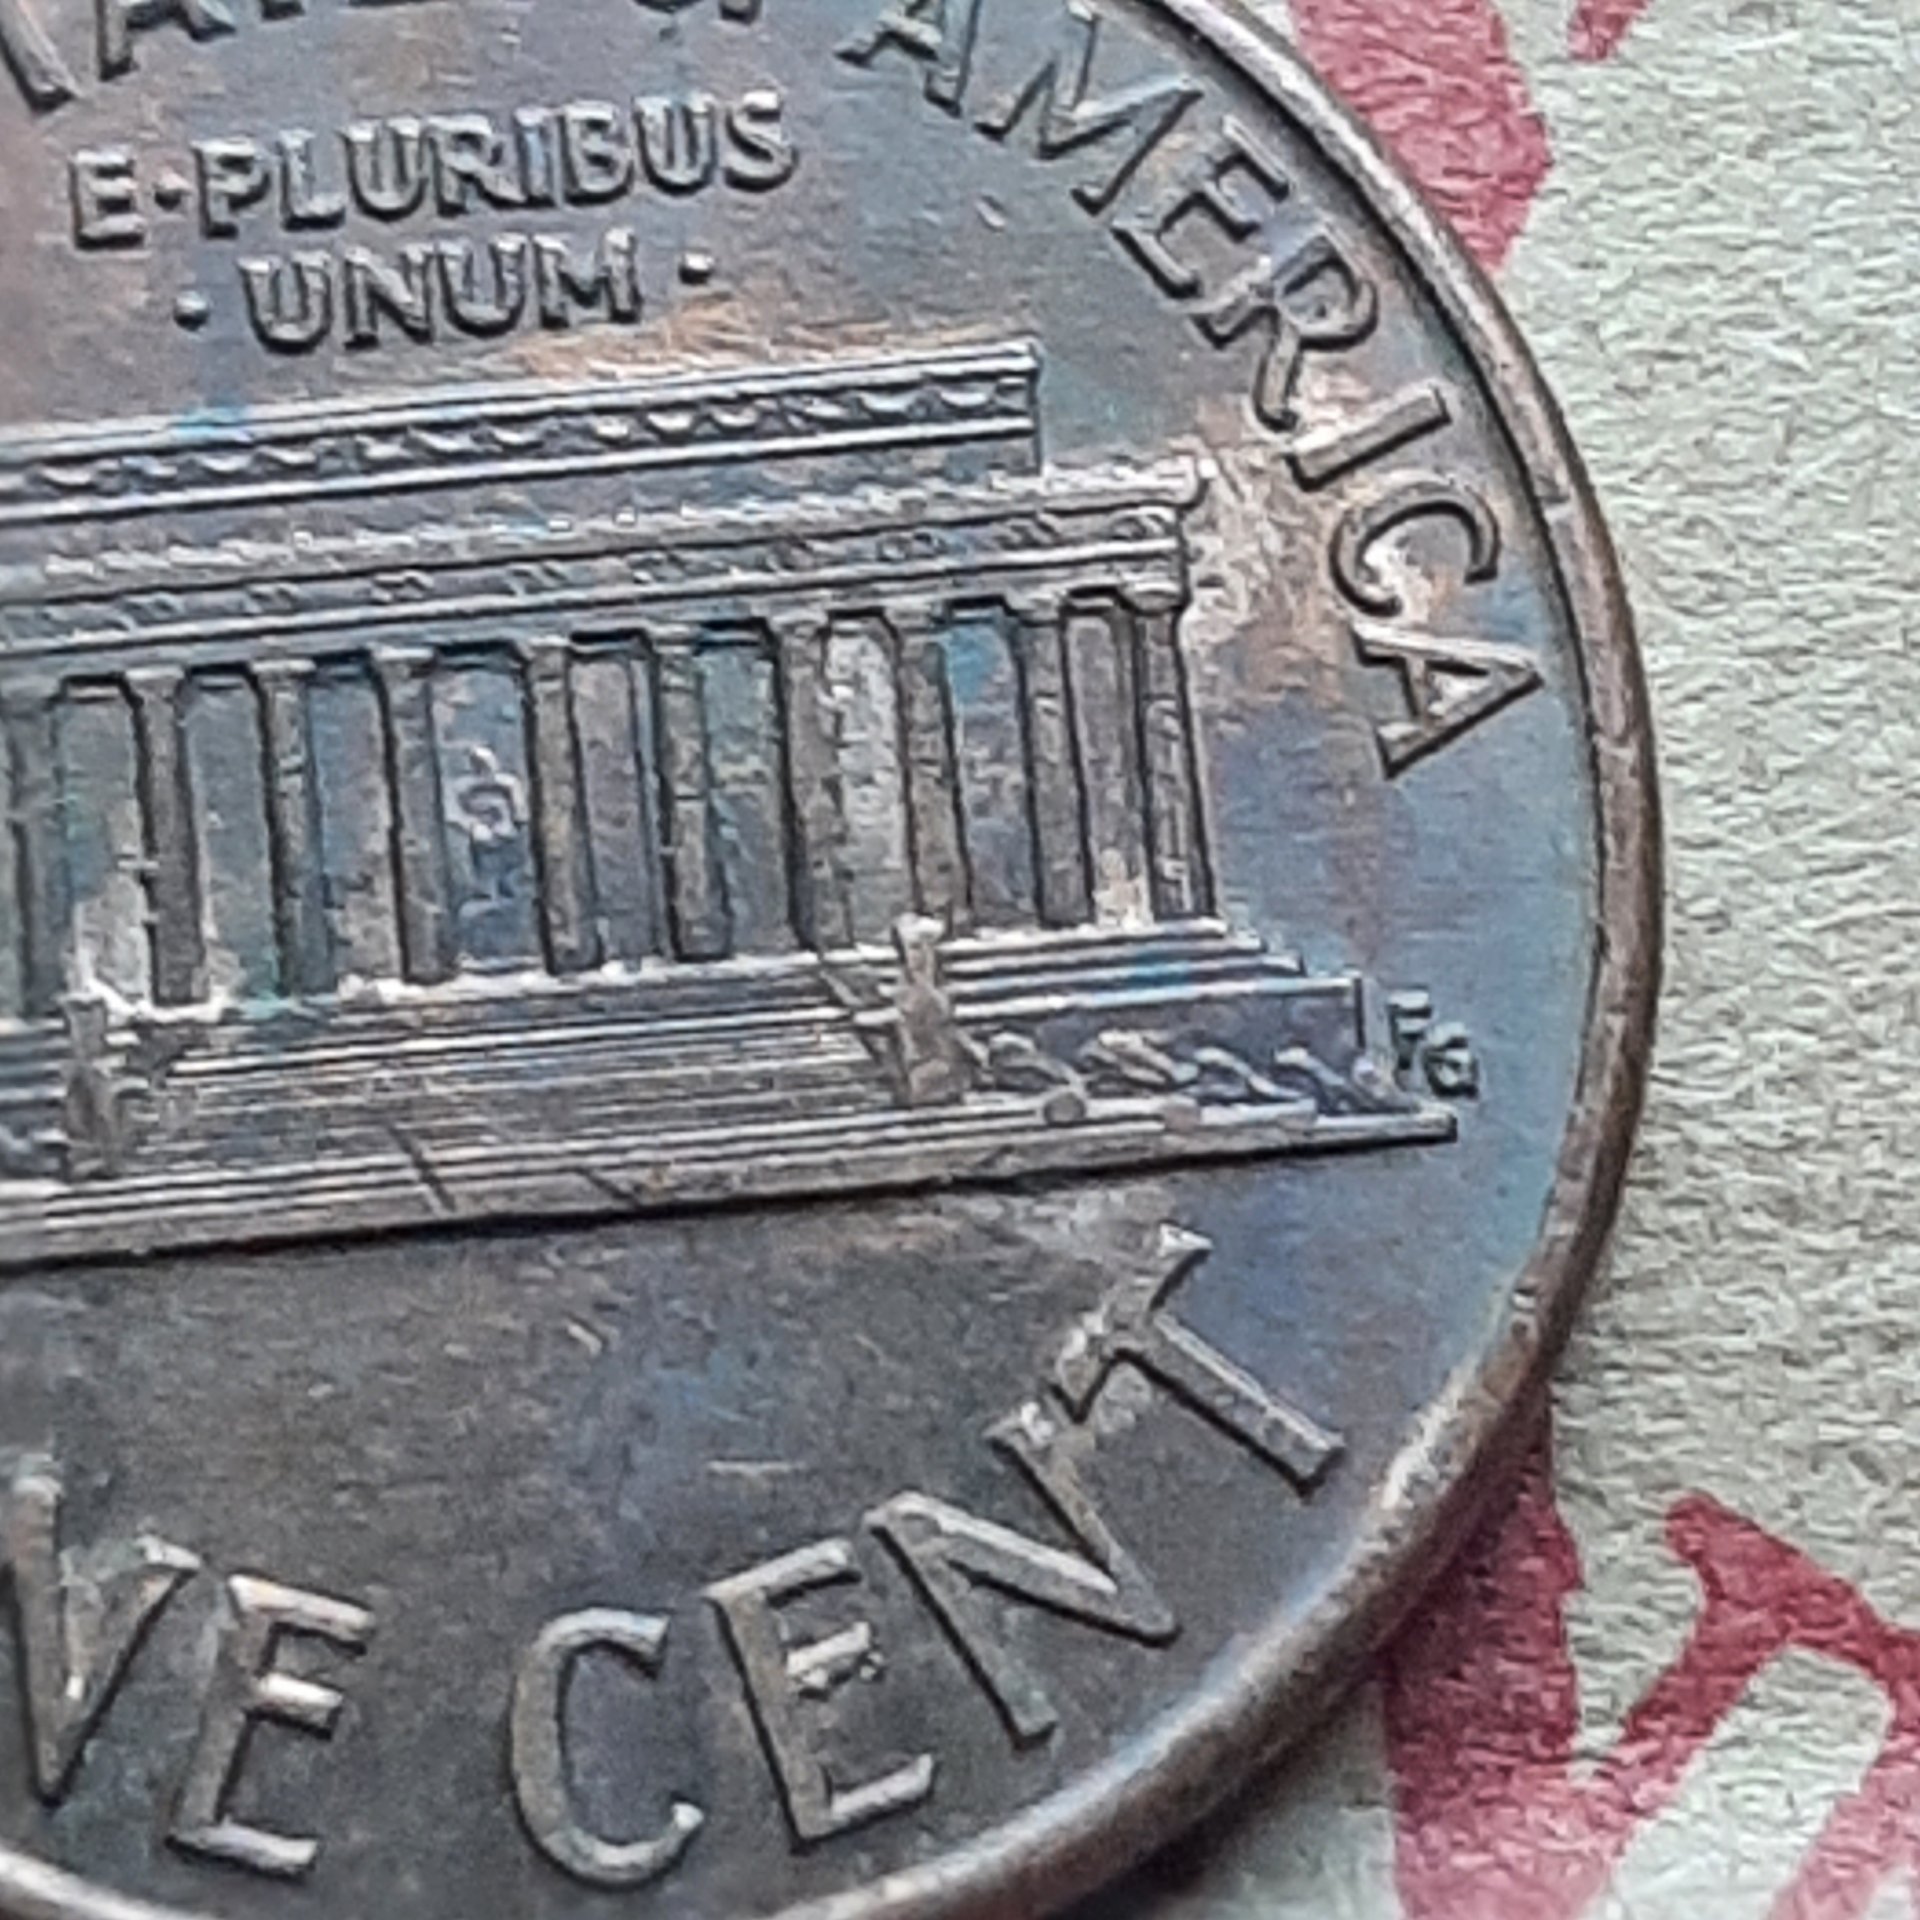 AMERICA
E·PLURIBUS
·UNUM·
FG
CENT